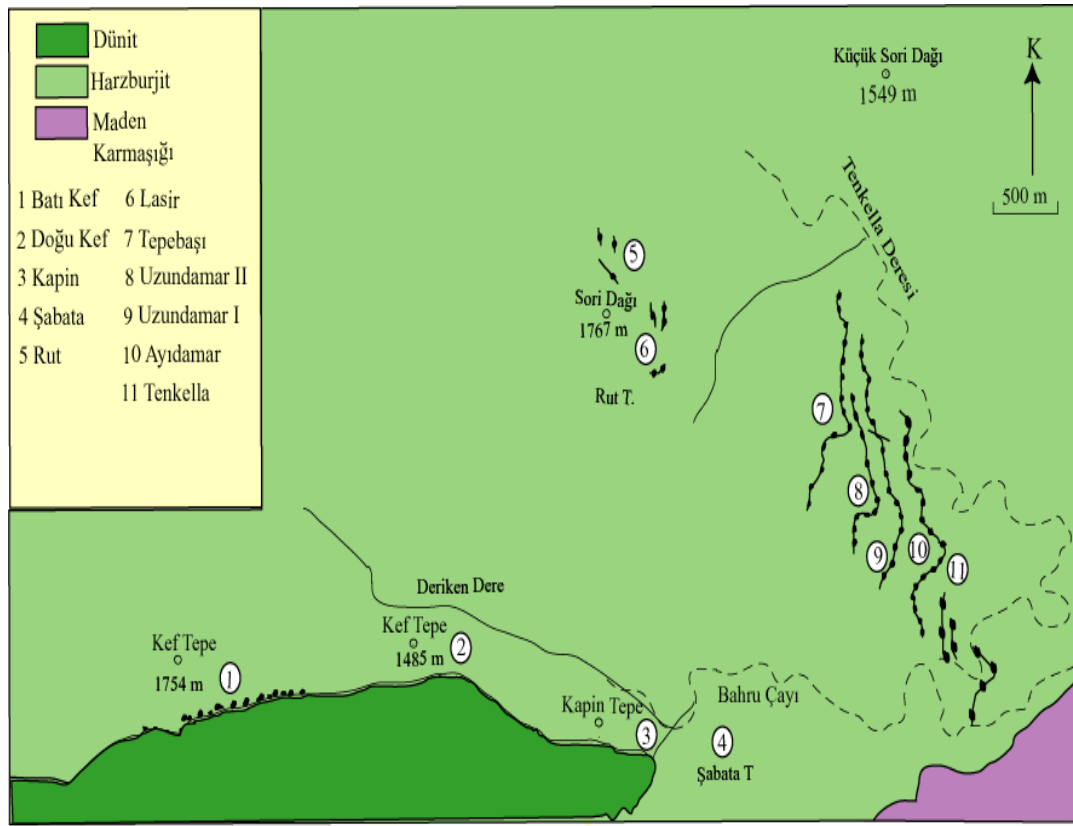 Dünit
Harzburjit
Maden
Karmaşığı
1 Batı Kef
2 Doğu Kef
3 Kapin
4 Şabata
5 Rut
6 Lasir
7 Tepebaşı
8 Uzundamar II
9 Uzundamar I
10 Ayıdamar
11 Tenkella
Küçük Sori Dağı
1549 m
K
500 m
Tenkella Deresi
5
Sori Dağı
1767 m
6
Rut T.
7
8
9
10
11
Deriken Dere
Kef Tepe
1754 m
1
Kef Tepe
1485 m
2
Kapin Tepe
3
Bahru Çayı
4
Şabata T